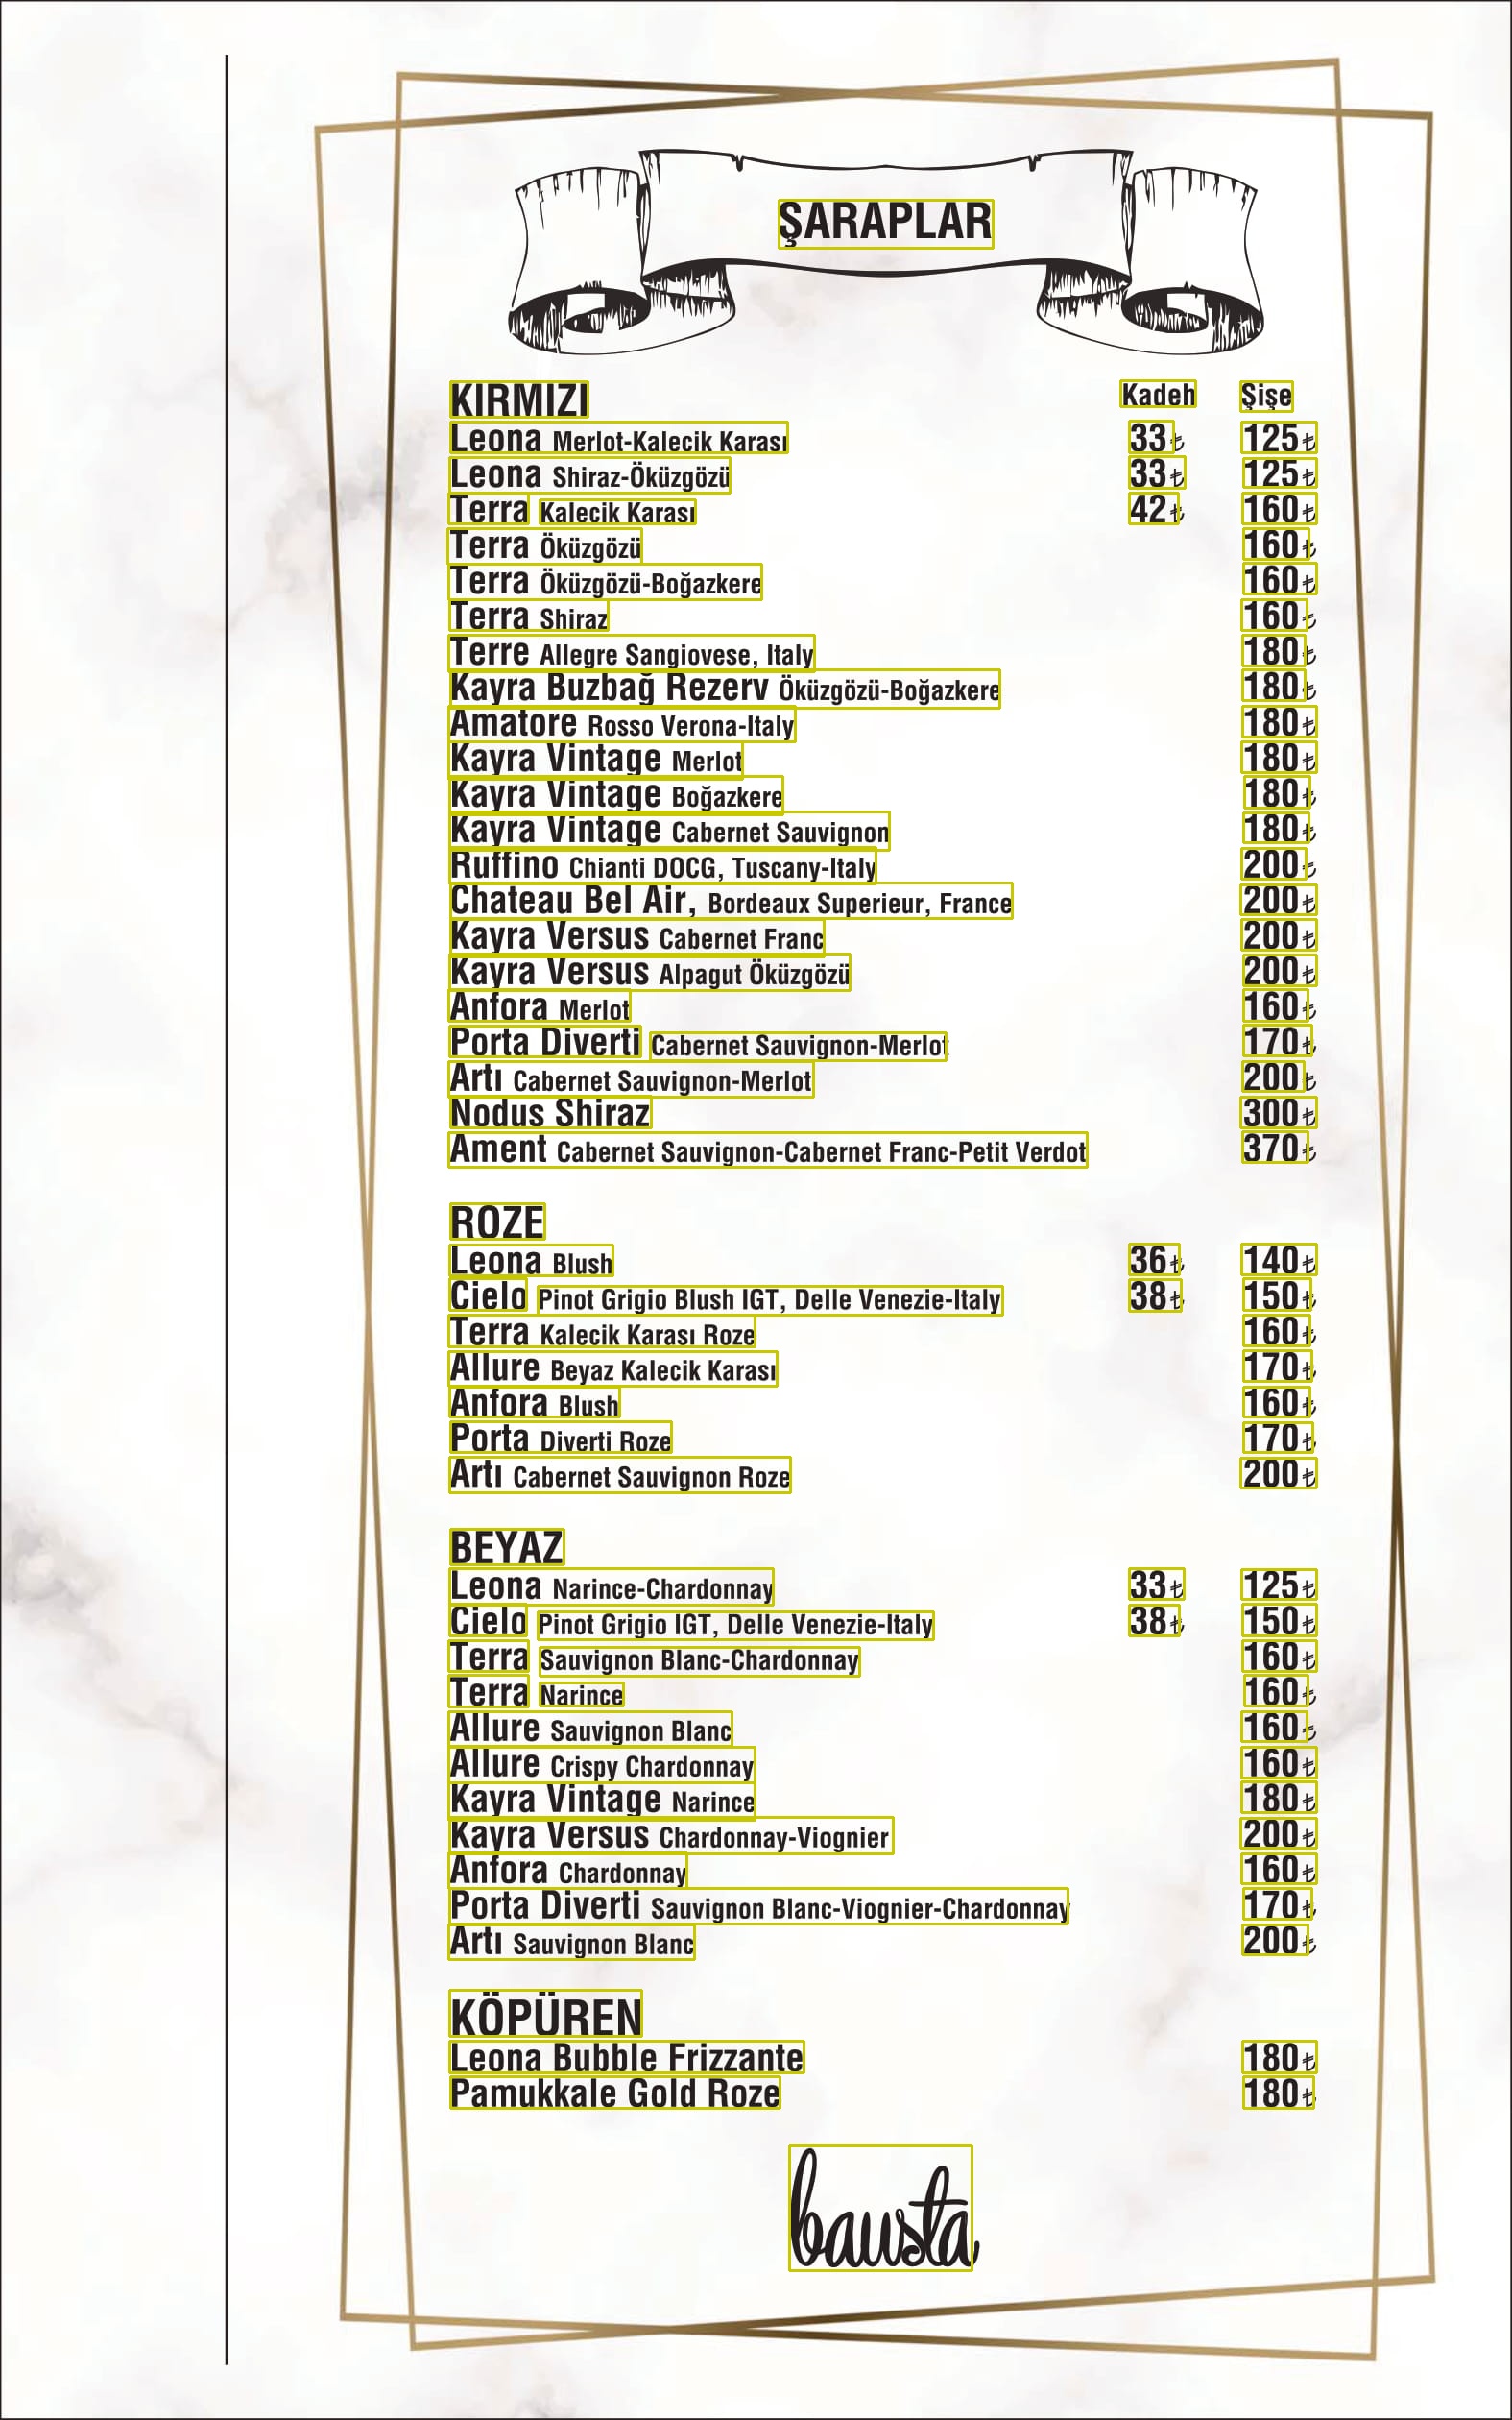 ŞARAPLAR
KIRMIZI Kadeh Şişe
Leona Merlot-Kalecik Karası 33₺ 125₺
Leona Shiraz-Öküzgözü 33₺ 125₺
Terra Kalecik Karası 42₺ 160₺
Terra Öküzgözü 160₺
Terra Öküzgözü-Boğazkere 160₺
Terra Shiraz 160₺
Terre Allegre Sangiovese, Italy 180₺
Kayra Buzbağ Rezerv Öküzgözü-Boğazkere 180₺
Amatore Rosso Verona-Italy 180₺
Kayra Vintage Merlot 180₺
Kayra Vintage Boğazkere 180₺
Kayra Vintage Cabernet Sauvignon 180₺
Ruffino Chianti DOCG, Tuscany-Italy 200₺
Chateau Bel Air, Bordeaux Superieur, France 200₺
Kayra Versus Cabernet Franc 200₺
Kayra Versus Alpagut Öküzgözü 200₺
Anfora Merlot 160₺
Porta Diverti Cabernet Sauvignon-Merlot 170₺
Artı Cabernet Sauvignon-Merlot 200₺
Nodus Shiraz 300₺
Ament Cabernet Sauvignon-Cabernet Franc-Petit Verdot 370₺
ROZE
Leona Blush 36₺ 140₺
Cielo Pinot Grigio Blush IGT, Delle Venezie-Italy 38₺ 150₺
Terra Kalecik Karası Roze 160₺
Allure Beyaz Kalecik Karası 170₺
Anfora Blush 160₺
Porta Diverti Roze 170₺
Artı Cabernet Sauvignon Roze 200₺
BEYAZ
Leona Narince-Chardonnay 33₺ 125₺
Cielo Pinot Grigio IGT, Delle Venezie-Italy 38₺ 150₺
Terra Sauvignon Blanc-Chardonnay 160₺
Terra Narince 160₺
Allure Sauvignon Blanc 160₺
Allure Crispy Chardonnay 160₺
Kayra Vintage Narince 180₺
Kayra Versus Chardonnay-Viognier 200₺
Anfora Chardonnay 160₺
Porta Diverti Sauvignon Blanc-Viognier-Chardonnay 170₺
Artı Sauvignon Blanc 200₺
KÖPÜREN
Leona Bubble Frizzante 180₺
Pamukkale Gold Roze 180₺
bausta